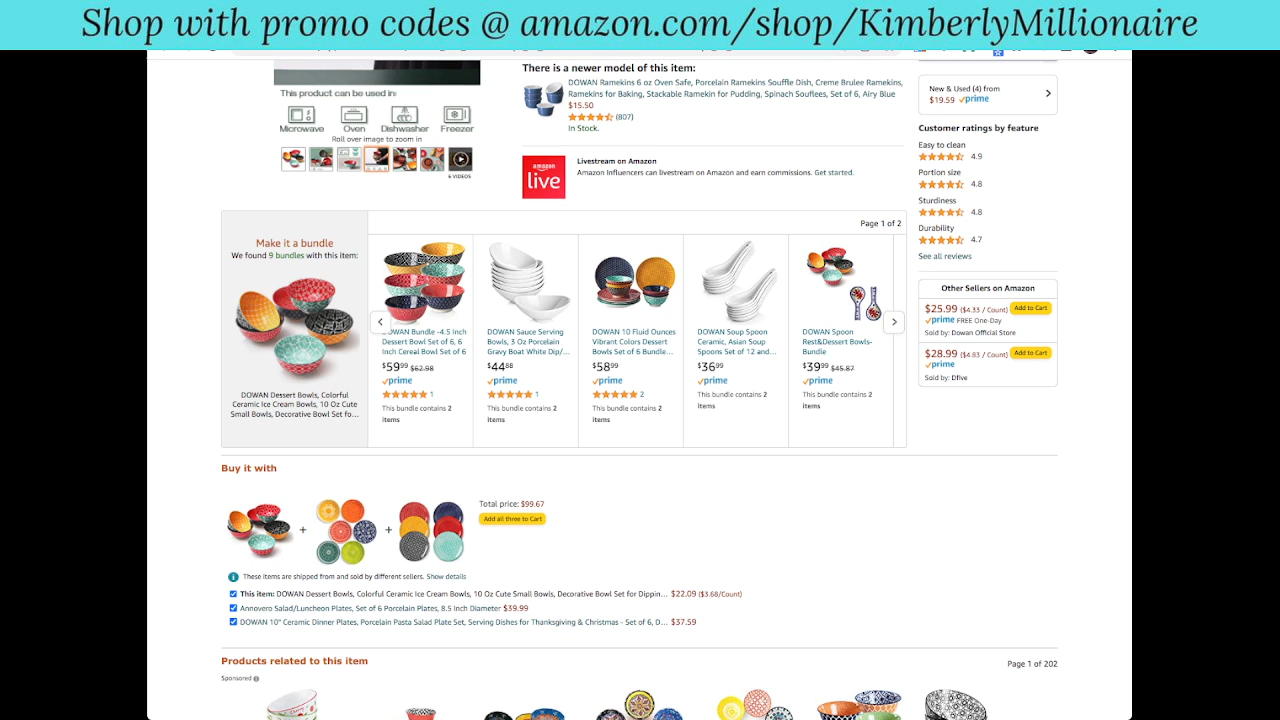 Shop with promo codes @ amazon.com/shop/KimberlyMillionaire
This product can be used in:
Microwave Oven Dishwasher Freezer
Roll over image to zoom in
6 VIDEOS
There is a newer model of this item:
DOWAN Ramekins 6 oz Oven Safe, Porcelain Ramekins Souffle Dish, Creme Brulee Ramekins,
Ramekins for Baking, Stackable Ramekin for Pudding, Spinach Souflees, Set of 6, Airy Blue
$15.50
(807)
In Stock.
amazon
live
Livestream on Amazon
Amazon Influencers can livestream on Amazon and earn commissions. Get started.
New & Used (4) from
$19.59 prime
Customer ratings by feature
Easy to clean
4.9
Portion size
4.8
Sturdiness
4.8
Durability
4.7
See all reviews
Other Sellers on Amazon
$25.99 ($4.33 / Count) Add to Cart
prime FREE One-Day
Sold by: Dowan Official Store
$28.99 ($4.83 / Count) Add to Cart
prime
Sold by: Dfive
Page 1 of 2
Make it a bundle
We found 9 bundles with this item:
DOWAN Dessert Bowls, Colorful
Ceramic Ice Cream Bowls, 10 Oz Cute
Small Bowls, Decorative Bowl Set fo...
DOWAN Bundle -4.5 Inch
Dessert Bowl Set of 6, 6
Inch Cereal Bowl Set of 6
$59.99 $62.98
prime
1
This bundle contains 2
items
DOWAN Sauce Serving
Bowls, 3 Oz Porcelain
Gravy Boat White Dip/...
$44.88
prime
1
This bundle contains 2
items
DOWAN 10 Fluid Ounces
Vibrant Colors Dessert
Bowls Set of 6 Bundle...
$58.99
prime
2
This bundle contains 2
items
DOWAN Soup Spoon
Ceramic, Asian Soup
Spoons Set of 12 and...
$36.99
prime
This bundle contains 2
items
DOWAN Spoon
Rest&Dessert Bowls-
Bundle
$39.99 $45.87
prime
This bundle contains 2
items
Buy it with
Total price: $99.67
Add all three to Cart
These items are shipped from and sold by different sellers. Show details
This item: DOWAN Dessert Bowls, Colorful Ceramic Ice Cream Bowls, 10 Oz Cute Small Bowls, Decorative Bowl Set for Dippin... $22.09 ($3.68/Count)
Annovero Salad/Luncheon Plates, Set of 6 Porcelain Plates, 8.5 Inch Diameter $39.99
DOWAN 10" Ceramic Dinner Plates, Porcelain Pasta Salad Plate Set, Serving Dishes for Thanksgiving & Christmas - Set of 6, D... $37.59
Products related to this item
Page 1 of 202
Sponsored